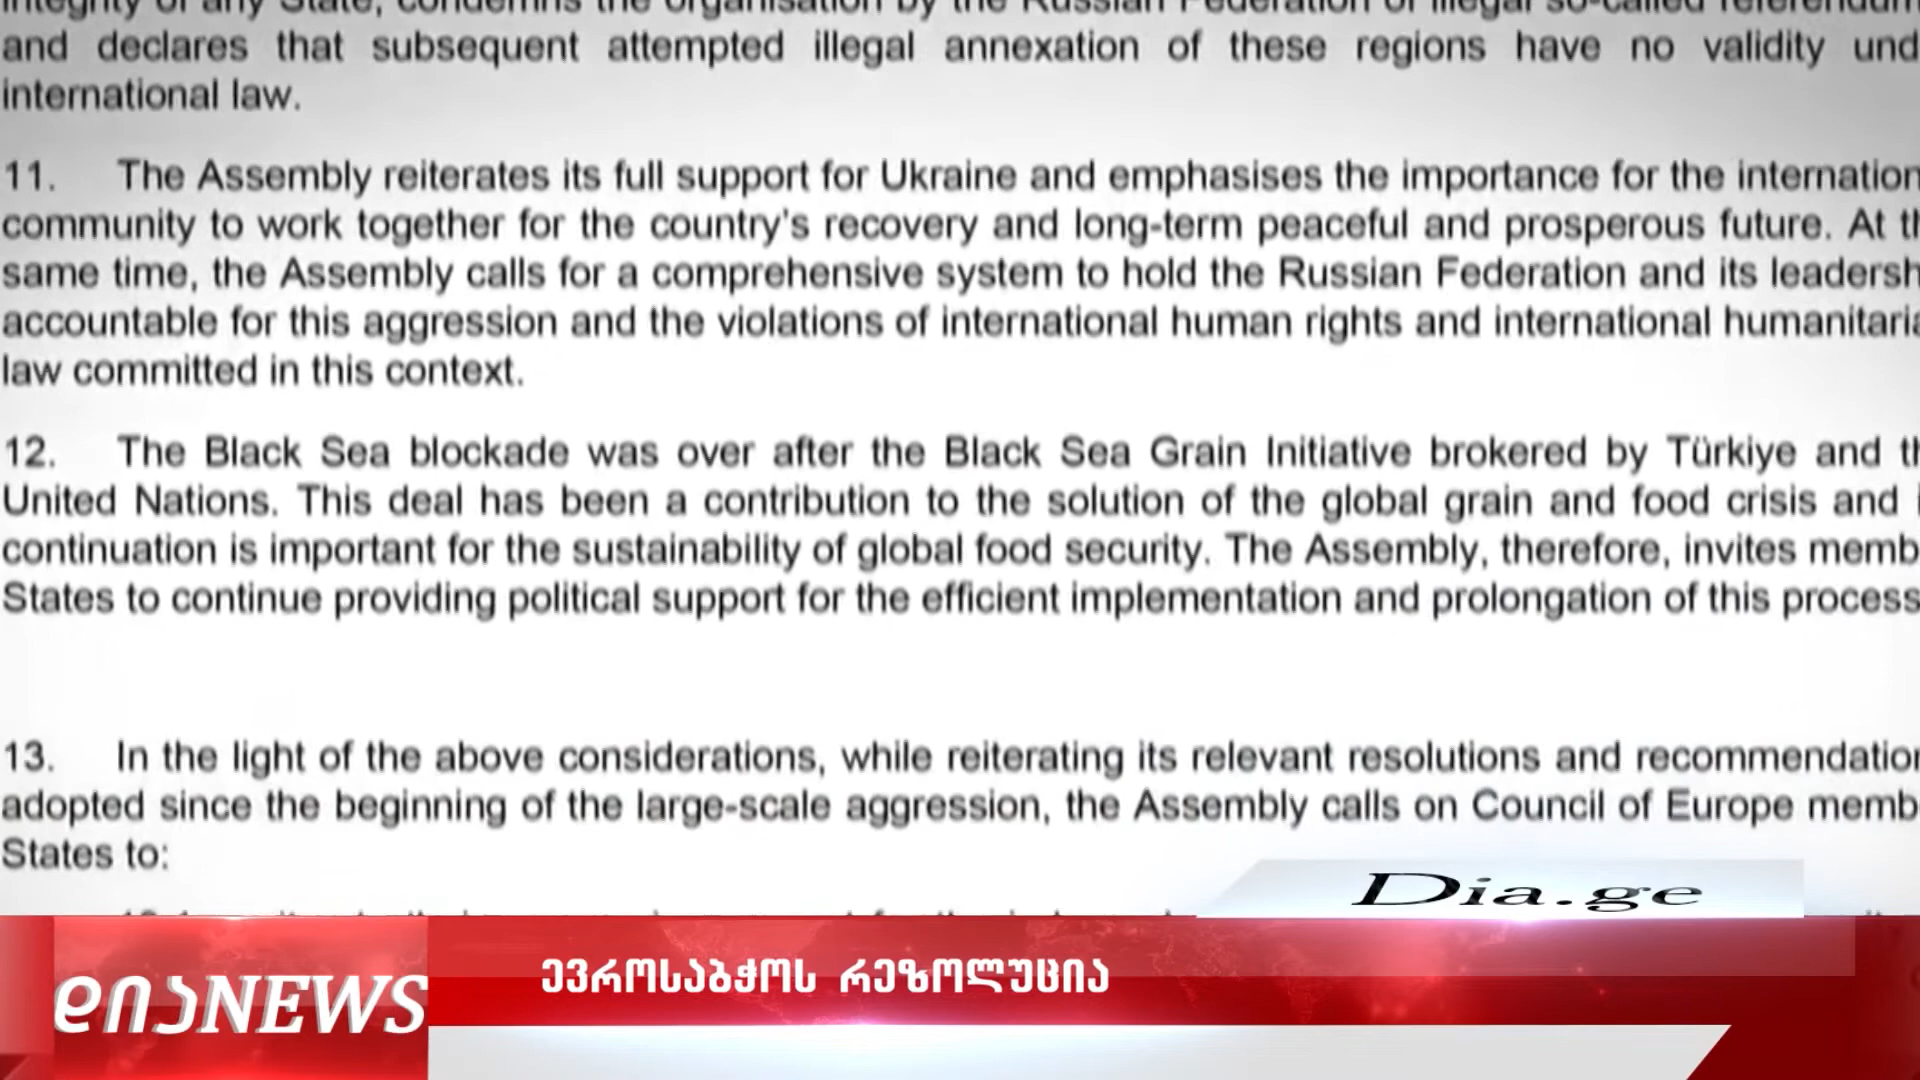 integrity of any State, condemns the organisation by the Russian Federation of illegal so-called referendum
and declares that subsequent attempted illegal annexation of these regions have no validity und
international law.
11. The Assembly reiterates its full support for Ukraine and emphasises the importance for the internation
community to work together for the country's recovery and long-term peaceful and prosperous future. At th
same time, the Assembly calls for a comprehensive system to hold the Russian Federation and its leadersh
accountable for this aggression and the violations of international human rights and international humanitaria
law committed in this context.
12. The Black Sea blockade was over after the Black Sea Grain Initiative brokered by Türkiye and th
United Nations. This deal has been a contribution to the solution of the global grain and food crisis and i
continuation is important for the sustainability of global food security. The Assembly, therefore, invites memb
States to continue providing political support for the efficient implementation and prolongation of this process
13. In the light of the above considerations, while reiterating its relevant resolutions and recommendation
adopted since the beginning of the large-scale aggression, the Assembly calls on Council of Europe memb
States to:
Dia.ge
ევროსაბჭოს რეზოლუცია
დიანEWS